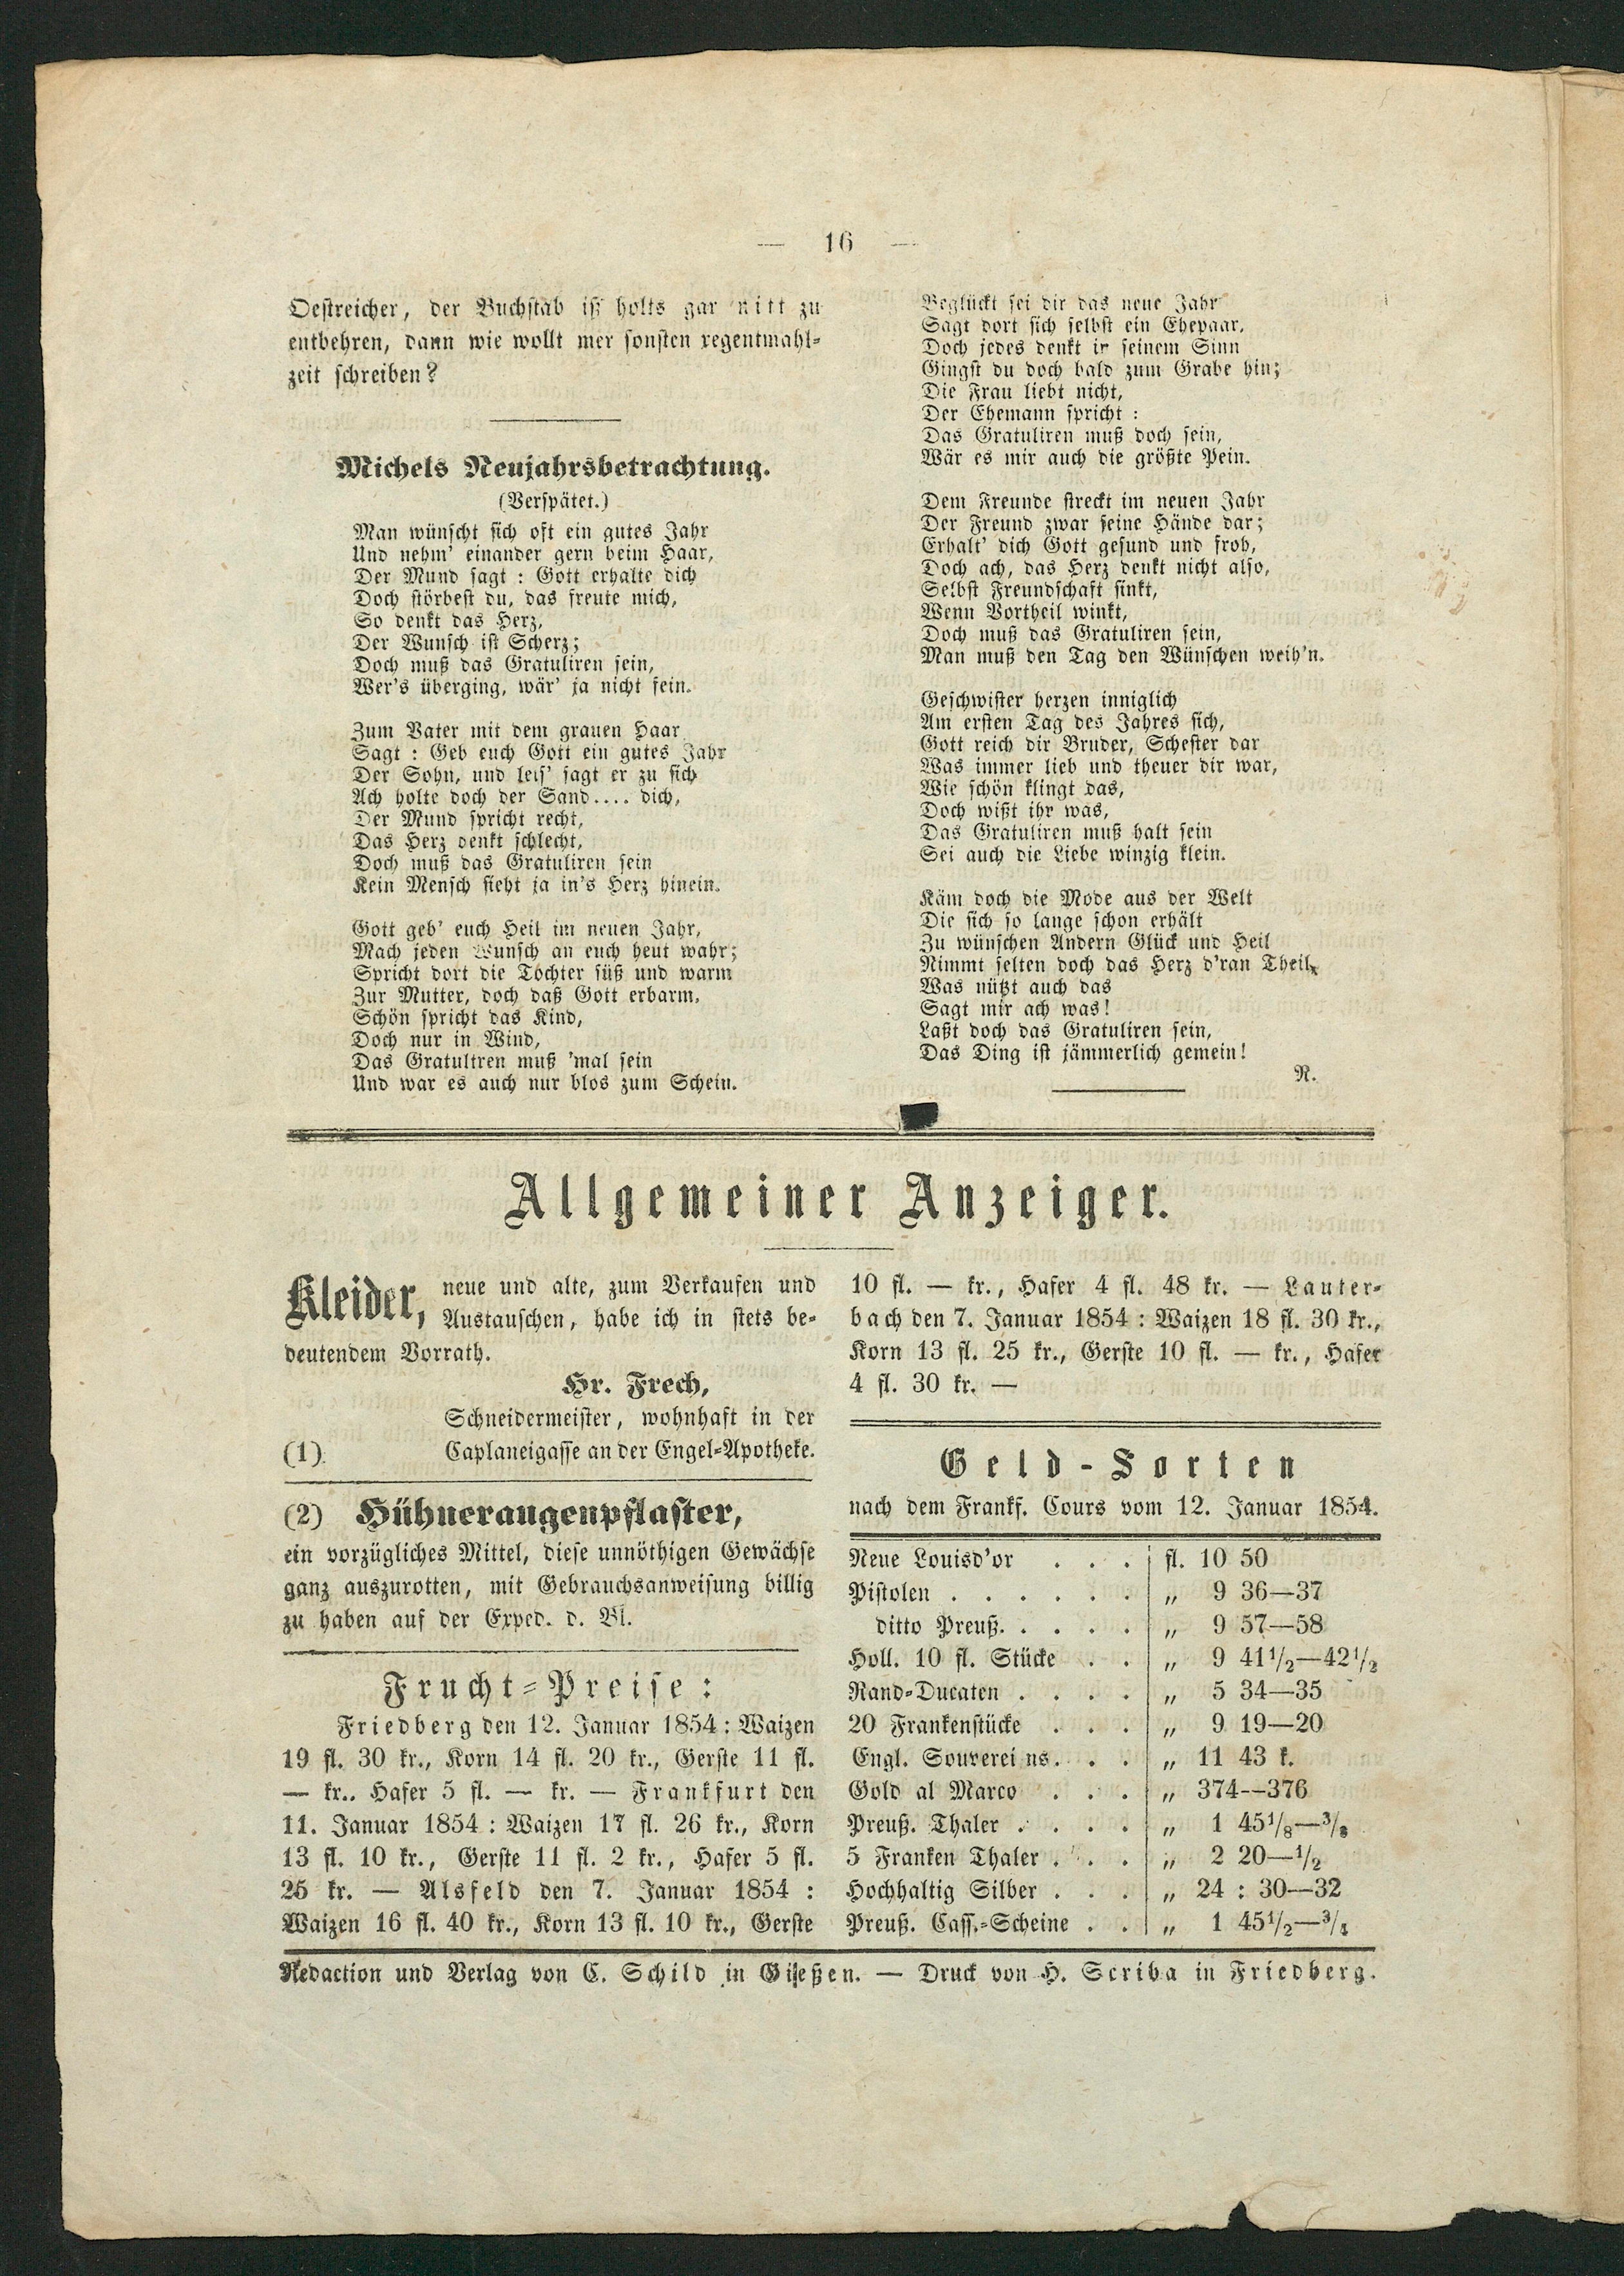 — 16 —
Oestreicher, der Buchstab is holts gar nitt zu
entbehren, dann wie wollt mer sonsten regentmahl-
zeit schreiben?
Michels Neujahrsbetrachtung.
(Verspätet.)
Man wünscht sich oft ein gutes Jahr
Und nehm' einander gern beim Haar,
Der Mund sagt : Gott erhalte dich
Doch störbest du, das freute mich,
So denkt das Herz,
Der Wunsch ist Scherz;
Doch muß das Gratuliren sein,
Wer's überging, wär' ja nicht fein.
Zum Vater mit dem grauen Haar
Sagt : Geb euch Gott ein gutes Jahr
Der Sohn, und leis' sagt er zu sich
Ach holte doch der Sand.... dich,
Der Mund spricht recht,
Das Herz denkt schlecht,
Doch muß das Gratuliren sein
Kein Mensch sieht ja in's Herz hinein.
Gott geb' euch Heil im neuen Jahr,
Mach jeden Wunsch an euch heut wahr;
Spricht dort die Tochter süß und warm
Zur Mutter, doch daß Gott erbarm,
Schön spricht das Kind,
Doch nur in Wind,
Das Gratuliren muß 'mal sein
Und war es auch nur blos zum Schein.
Beglückt sei dir das neue Jahr
Sagt dort sich selbst ein Ehepaar,
Doch jedes denkt in seinem Sinn
Gingst du doch bald zum Grabe hin;
Die Frau liebt nicht,
Der Ehemann spricht :
Das Gratuliren muß doch sein,
Wär es mir auch die größte Pein.
Dem Freunde streckt im neuen Jahr
Der Freund zwar seine Hände dar;
Erhalt' dich Gott gesund und froh,
Doch ach, das Herz denkt nicht also,
Selbst Freundschaft sinkt,
Wenn Vortheil winkt,
Doch muß das Gratuliren sein,
Man muß den Tag den Wünschen weih'n.
Geschwister herzen inniglich
Am ersten Tag des Jahres sich,
Gott reich dir Bruder, Schester dar
Was immer lieb und theuer dir war,
Wie schön klingt das,
Doch wißt ihr was,
Das Gratuliren muß halt sein
Sei auch die Liebe winzig klein.
Käm doch die Mode aus der Welt
Die sich so lange schon erhält
Zu wünschen Andern Glück und Heil
Nimmt selten doch das Herz d'ran Theil,
Was nützt auch das
Sagt mir ach was!
Laßt doch das Gratuliren sein,
Das Ding ist jämmerlich gemein!
N.
Allgemeiner Anzeiger.
Kleider, neue und alte, zum Verkaufen und
Austauschen, habe ich in stets be-
deutendem Vorrath.
Hr. Frech,
Schneidermeister, wohnhaft in der
(1) Caplaneigasse an der Engel-Apotheke.
(2) Hühneraugenpflaster,
ein vorzügliches Mittel, diese unnöthigen Gewächse
ganz auszurotten, mit Gebrauchsanweisung billig
zu haben auf der Exped. d. Bl.
Frucht-Preise :
Friedberg den 12. Januar 1854 : Waizen
19 fl. 30 kr., Korn 14 fl. 20 kr., Gerste 11 fl.
— kr.. Hafer 5 fl. — kr. — Frankfurt den
11. Januar 1854 : Waizen 17 fl. 26 kr., Korn
13 fl. 10 kr., Gerste 11 fl. 2 kr., Hafer 5 fl.
25 kr. — Alsfeld den 7. Januar 1854 :
Waizen 16 fl. 40 kr., Korn 13 fl. 10 kr., Gerste
10 fl. — kr., Hafer 4 fl. 48 kr. — Lauter-
bach den 7. Januar 1854 : Waizen 18 fl. 30 kr.,
Korn 13 fl. 25 kr., Gerste 10 fl. — kr., Hafer
4 fl. 30 kr. —
Geld-Sorten
nach dem Frankf. Cours vom 12. Januar 1854.
Neue Louisd'or . . . fl. 10 50
Pistolen . . . . . . „ 9 36—37
ditto Preuß. . . . . „ 9 57—58
Holl. 10 fl. Stücke . . „ 9 41½—42½
Rand-Ducaten . . . . „ 5 34—35
20 Frankenstücke . . . „ 9 19—20
Engl. Souvereins. . . „ 11 43 k.
Gold al Marco . . . „ 374--376
Preuß. Thaler . . . . „ 1 45⅛—⅜
5 Franken Thaler . . . „ 2 20—½
Hochhaltig Silber . . . „ 24 : 30—32
Preuß. Cass.-Scheine . . „ 1 45½—¾
Redaction und Verlag von C. Schild in Gießen. — Druck von H. Scriba in Friedberg.